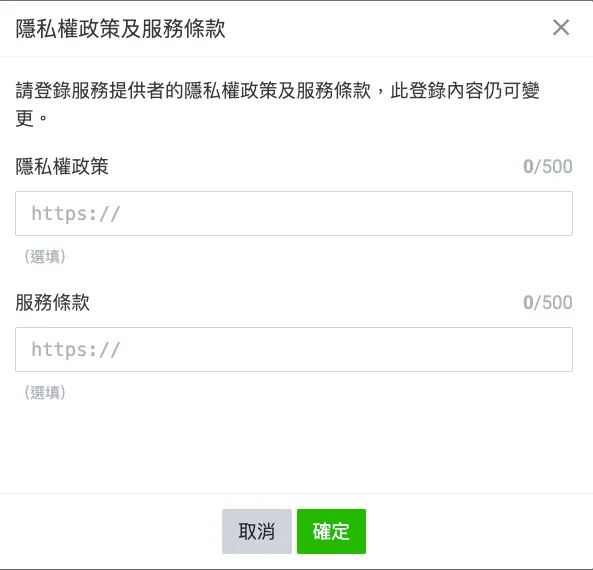 隱私權政策及服務條款
請登錄服務提供者的隱私權政策及服務條款，此登錄內容仍可變
更。
隱私權政策 0/500
https://
（選填）
服務條款 0/500
https://
（選填）
取消 確定